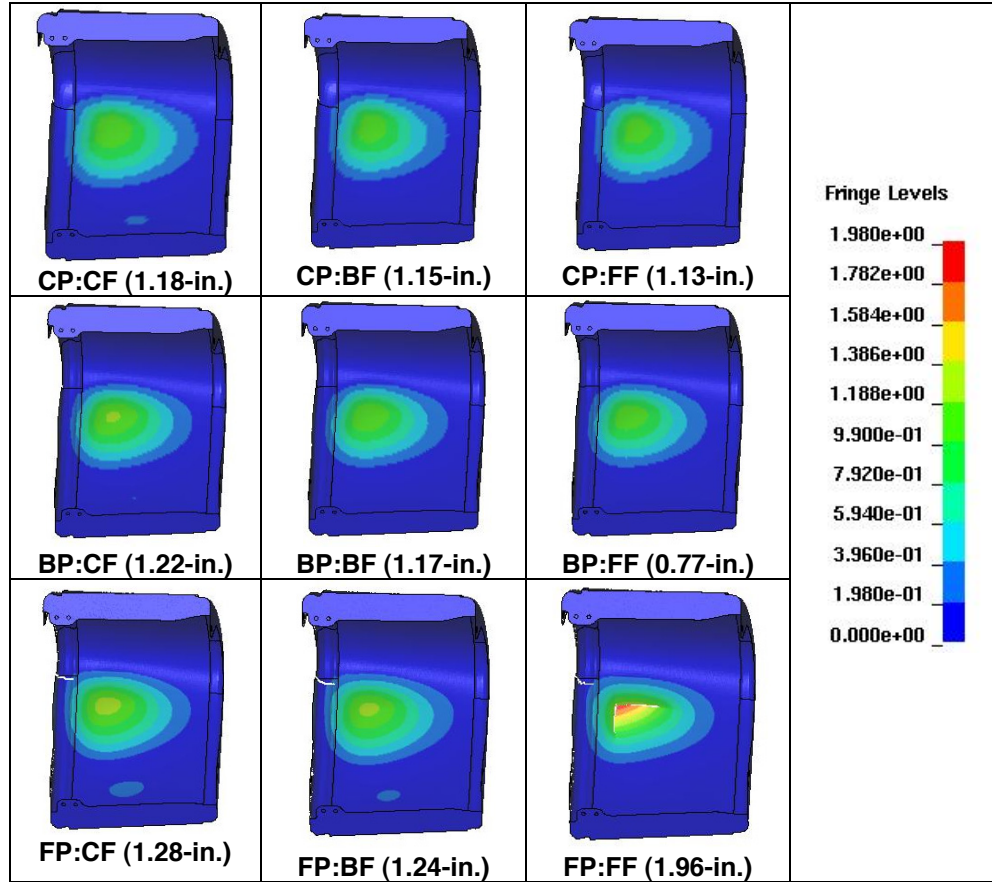 CP:CF (1.18-in.)
CP:BF (1.15-in.)
CP:FF (1.13-in.)
BP:CF (1.22-in.)
BP:BF (1.17-in.)
BP:FF (0.77-in.)
FP:CF (1.28-in.)
FP:BF (1.24-in.)
FP:FF (1.96-in.)
Fringe Levels
1.980e+00
1.782e+00
1.584e+00
1.386e+00
1.188e+00
9.900e-01
7.920e-01
5.940e-01
3.960e-01
1.980e-01
0.000e+00